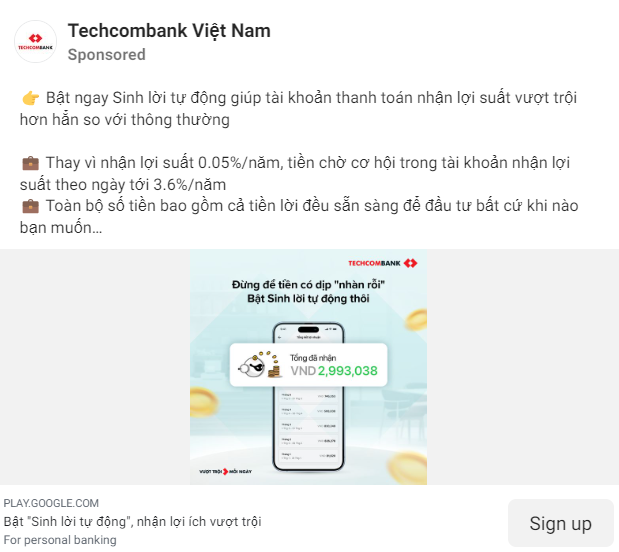 Techcombank Việt Nam
TECHCOMBANK
Sponsored
👉 Bật ngay Sinh lời tự động giúp tài khoản thanh toán nhận lợi suất vượt trội
hơn hẳn so với thông thường
💼 Thay vì nhận lợi suất 0.05%/năm, tiền chờ cơ hội trong tài khoản nhận lợi
suất theo ngày tới 3.6%/năm
💼 Toàn bộ số tiền bao gồm cả tiền lời đều sẵn sàng để đầu tư bất cứ khi nào
bạn muốn...
TECHCOMBANK
Đừng để tiền có dịp "nhàn rỗi"
Bật Sinh lời tự động thôi
Tổng đã nhận
VND 2,993,038
VƯỢT TRỘI MỖI NGÀY
PLAY.GOOGLE.COM
Bật "Sinh lời tự động", nhận lợi ích vượt trội
For personal banking
Sign up